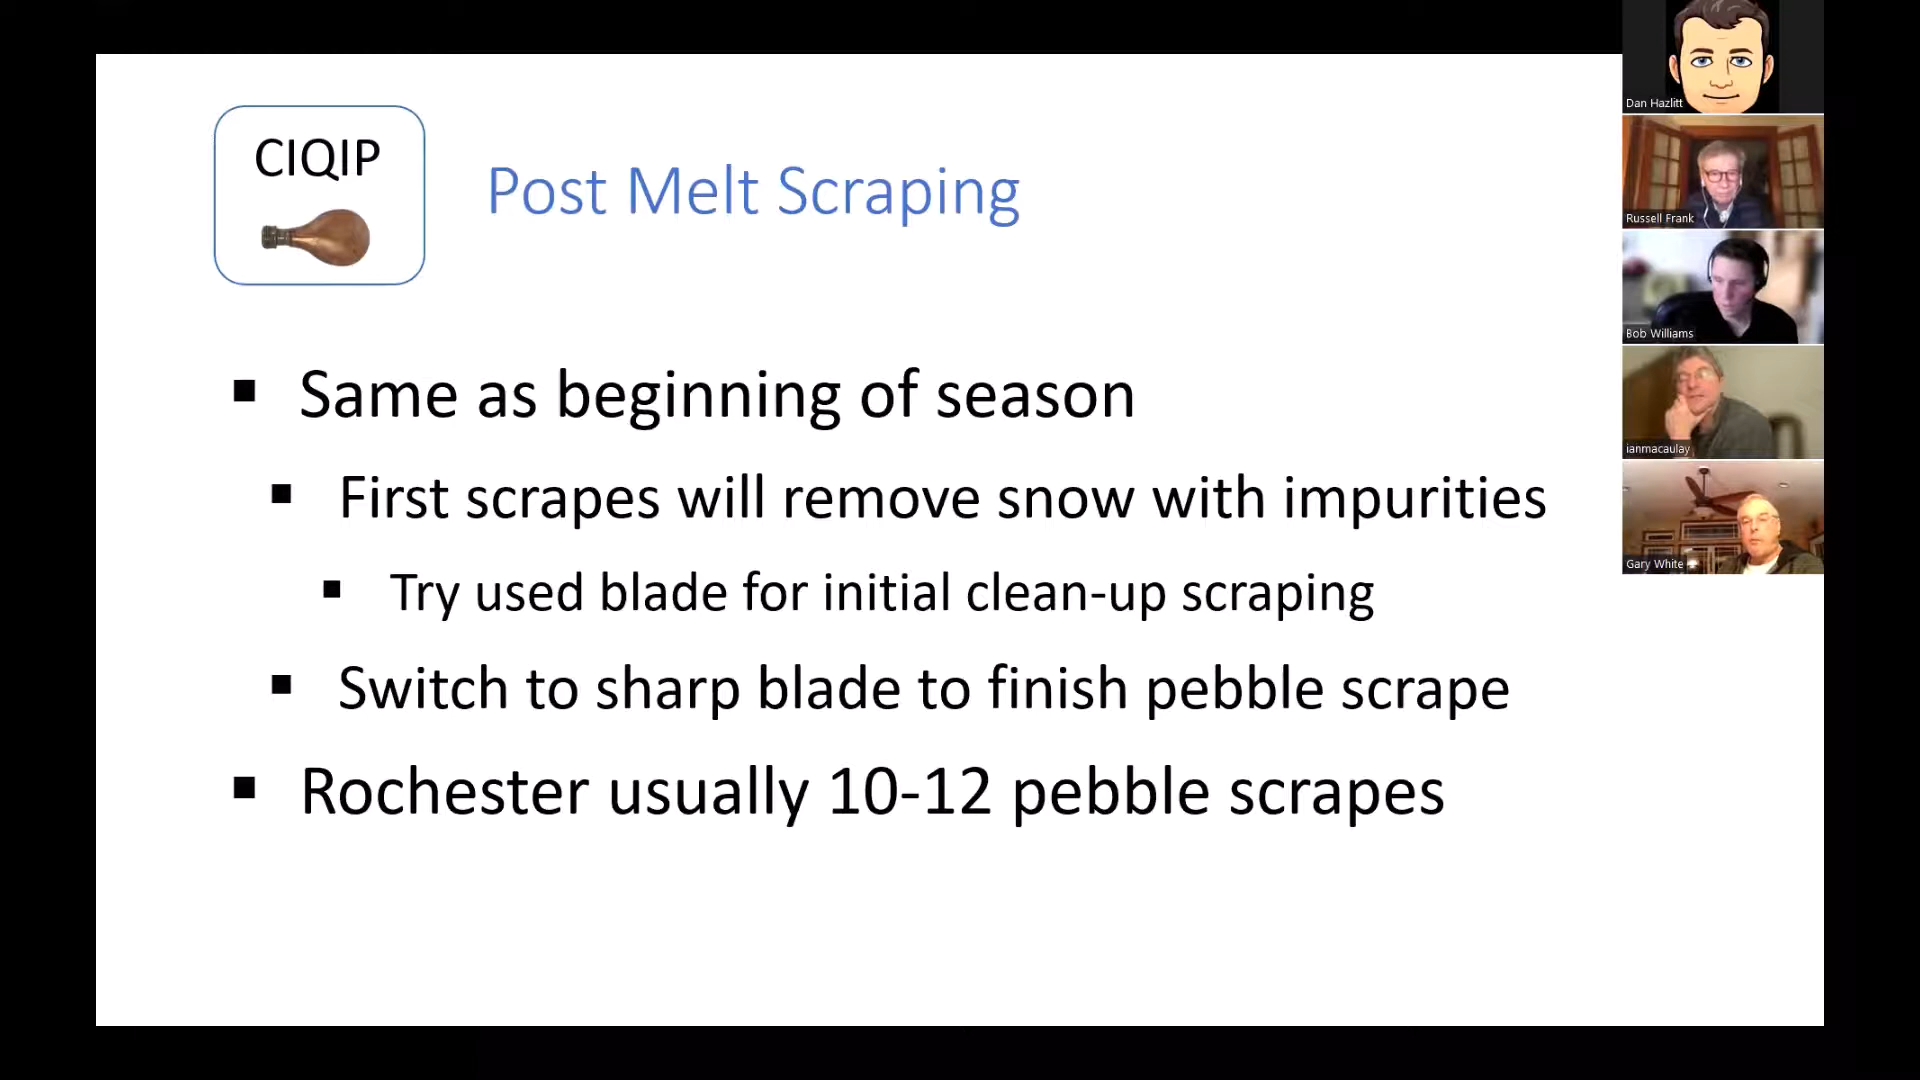 CIQIP
Post Melt Scraping
▪ Same as beginning of season
▪ First scrapes will remove snow with impurities
▪ Try used blade for initial clean-up scraping
▪ Switch to sharp blade to finish pebble scrape
▪ Rochester usually 10-12 pebble scrapes
Dan Hazlitt
Russell Frank
Bob Williams
ianmacaulay
Gary White